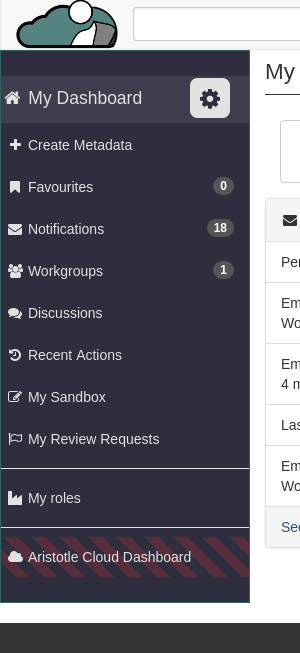 My
My Dashboard
Create Metadata
Favourites 0
Notifications 18
Workgroups 1
Discussions
Recent Actions
My Sandbox
My Review Requests
My roles
Aristotle Cloud Dashboard
Per
Em
Wo
Em
4 m
Las
Em
Wo
See